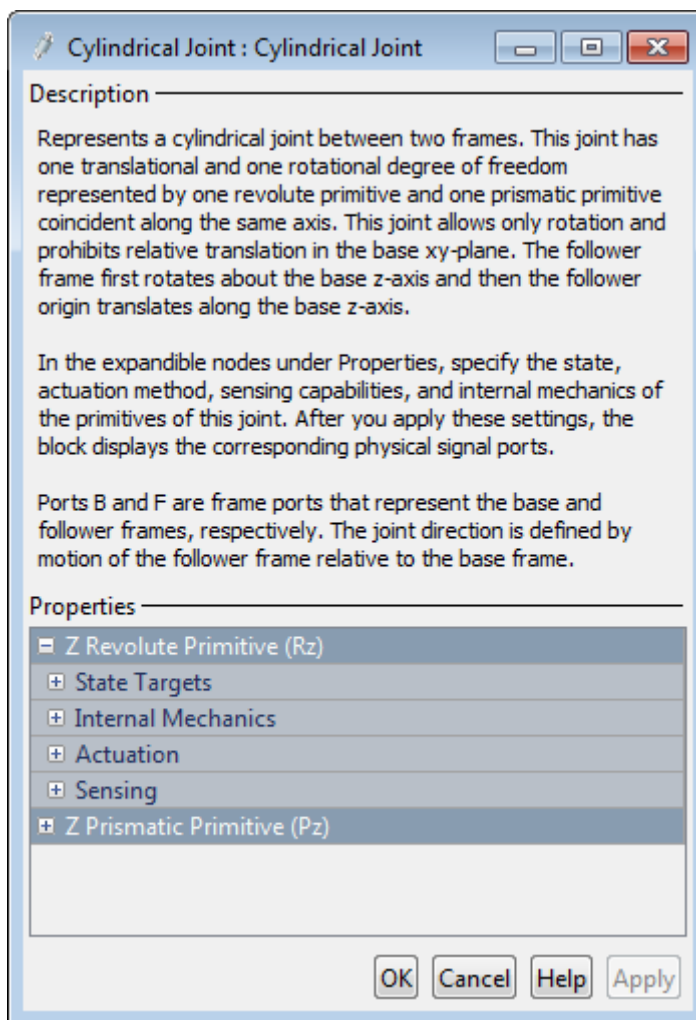 Cylindrical Joint : Cylindrical Joint
Description
Represents a cylindrical joint between two frames. This joint has
one translational and one rotational degree of freedom
represented by one revolute primitive and one prismatic primitive
coincident along the same axis. This joint allows only rotation and
prohibits relative translation in the base xy-plane. The follower
frame first rotates about the base z-axis and then the follower
origin translates along the base z-axis.
In the expandible nodes under Properties, specify the state,
actuation method, sensing capabilities, and internal mechanics of
the primitives of this joint. After you apply these settings, the
block displays the corresponding physical signal ports.
Ports B and F are frame ports that represent the base and
follower frames, respectively. The joint direction is defined by
motion of the follower frame relative to the base frame.
Properties
Z Revolute Primitive (Rz)
State Targets
Internal Mechanics
Actuation
Sensing
Z Prismatic Primitive (Pz)
OK Cancel Help Apply